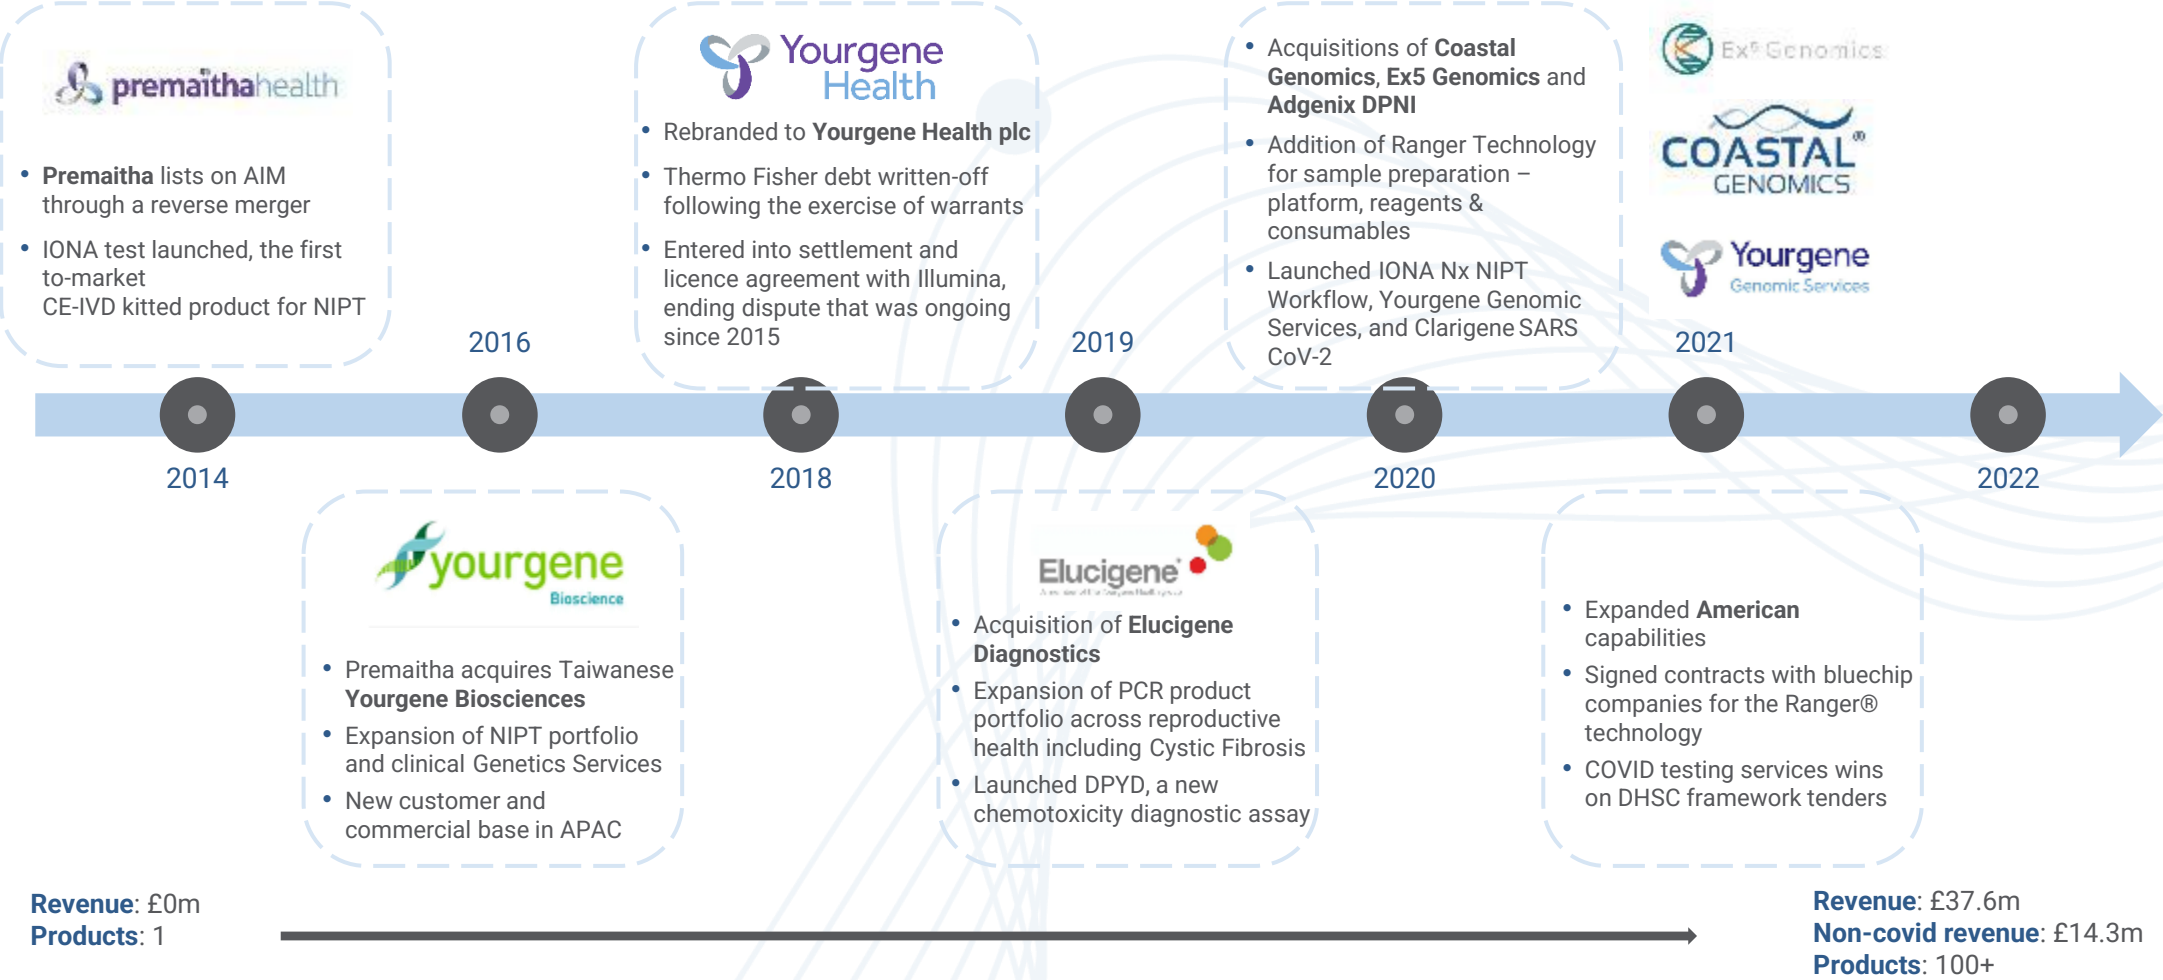 premaithahealth
• Premaitha lists on AIM
through a reverse merger
• IONA test launched, the first
to-market
CE-IVD kitted product for NIPT
2014
2016
yourgene
Bioscience
• Premaitha acquires Taiwanese
Yourgene Biosciences
• Expansion of NIPT portfolio
and clinical Genetics Services
• New customer and
commercial base in APAC
Yourgene
Health
• Rebranded to Yourgene Health plc
• Thermo Fisher debt written-off
following the exercise of warrants
• Entered into settlement and
licence agreement with Illumina,
ending dispute that was ongoing
since 2015
2018
2019
Elucigene
• Acquisition of Elucigene
Diagnostics
• Expansion of PCR product
portfolio across reproductive
health including Cystic Fibrosis
• Launched DPYD, a new
chemotoxicity diagnostic assay
• Acquisitions of Coastal
Genomics, Ex5 Genomics and
Adgenix DPNI
• Addition of Ranger Technology
for sample preparation –
platform, reagents &
consumables
• Launched IONA Nx NIPT
Workflow, Yourgene Genomic
Services, and Clarigene SARS
CoV-2
2020
Ex5 Genomics
COASTAL®
GENOMICS
Yourgene
Genomic Services
2021
• Expanded American
capabilities
• Signed contracts with bluechip
companies for the Ranger®
technology
• COVID testing services wins
on DHSC framework tenders
2022
Revenue: £0m
Products: 1
Revenue: £37.6m
Non-covid revenue: £14.3m
Products: 100+